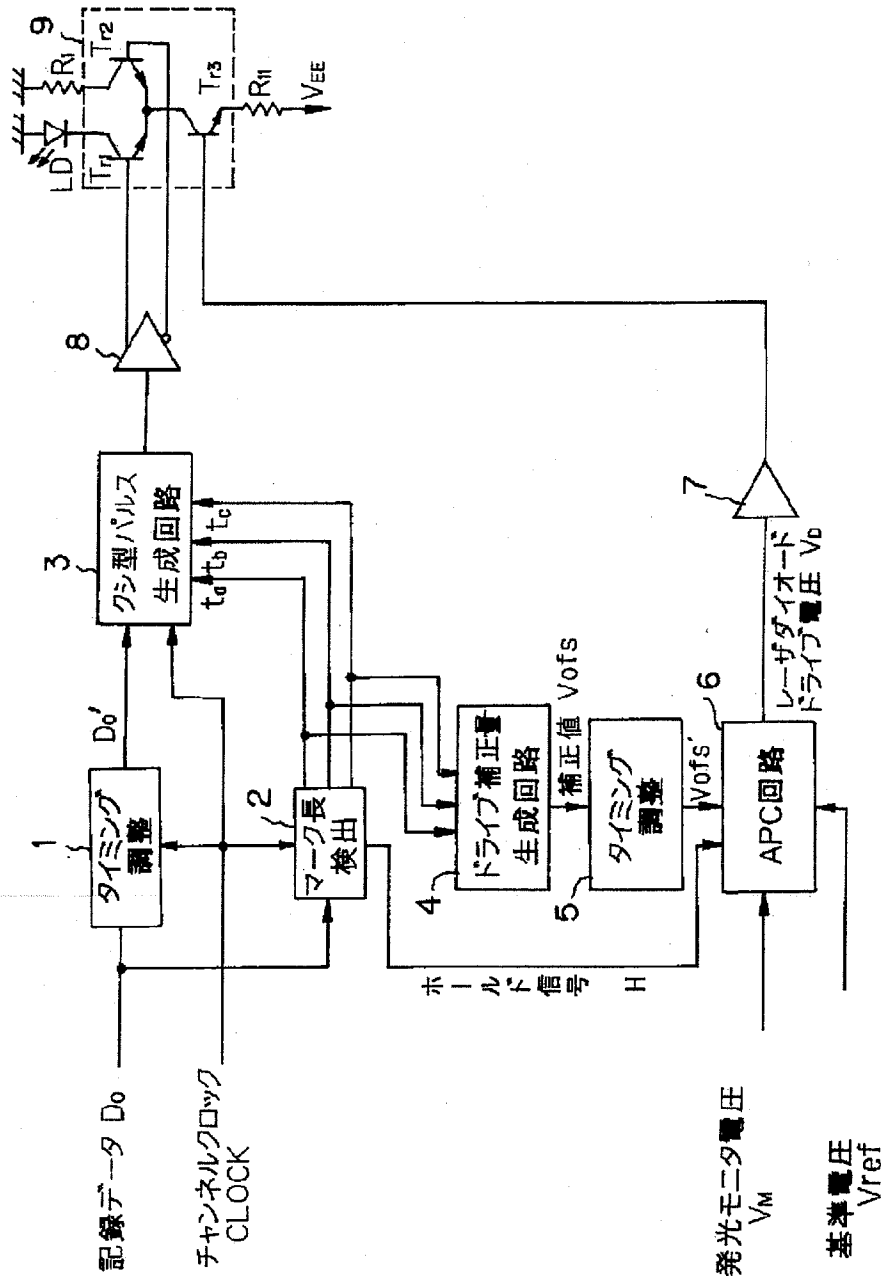 記録データ Do
チャンネルクロック
CLOCK
発光モニタ電圧
VM
基準電圧
Vref
1
タイミング
調整
Do'
2
マーク長
検出
ホールド信号 H
3
クシ型パルス
生成回路
ta
tb
tc
4
ドライブ補正量
生成回路
補正値 Vofs
5
タイミング
調整
Vofs'
6
APC回路
レーザダイオード
ドライブ電圧 VD
7
8
9
LD
R1
Tr1
Tr2
Tr3
R11
VEE